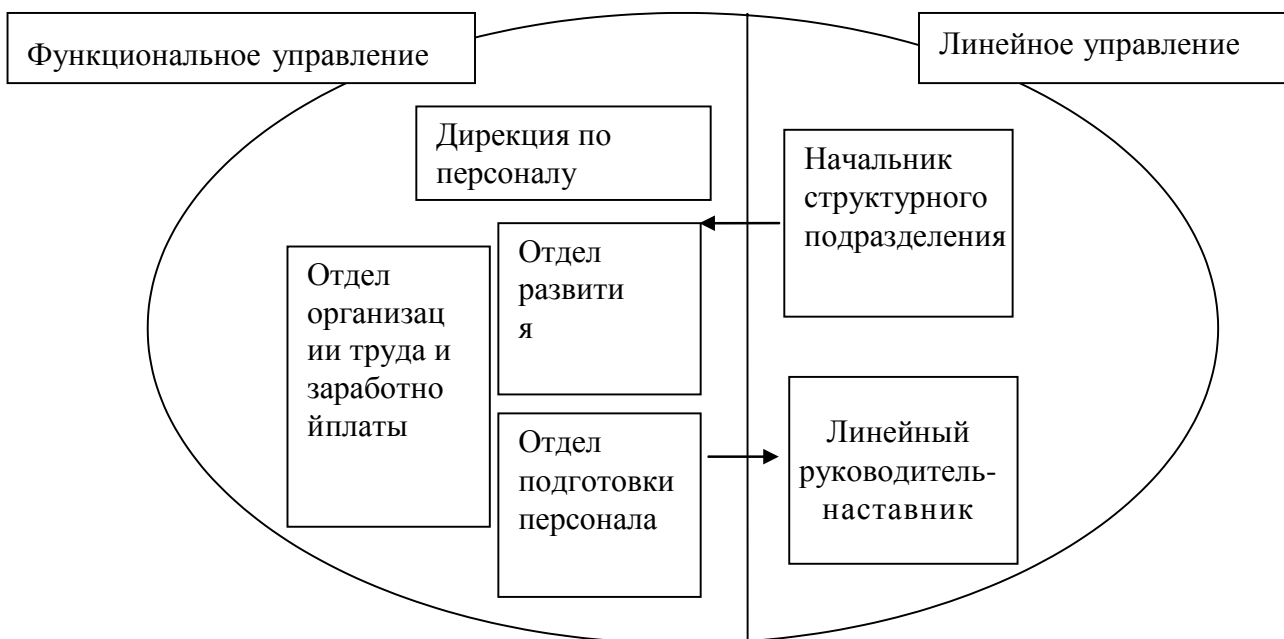 Функциональное управление
Линейное управление
Дирекция по
персоналу
Начальник
структурного
подразделения
Отдел
организац
ии труда и
заработно
йплаты
Отдел
развити
я
Отдел
подготовки
персонала
Линейный
руководитель-
наставник